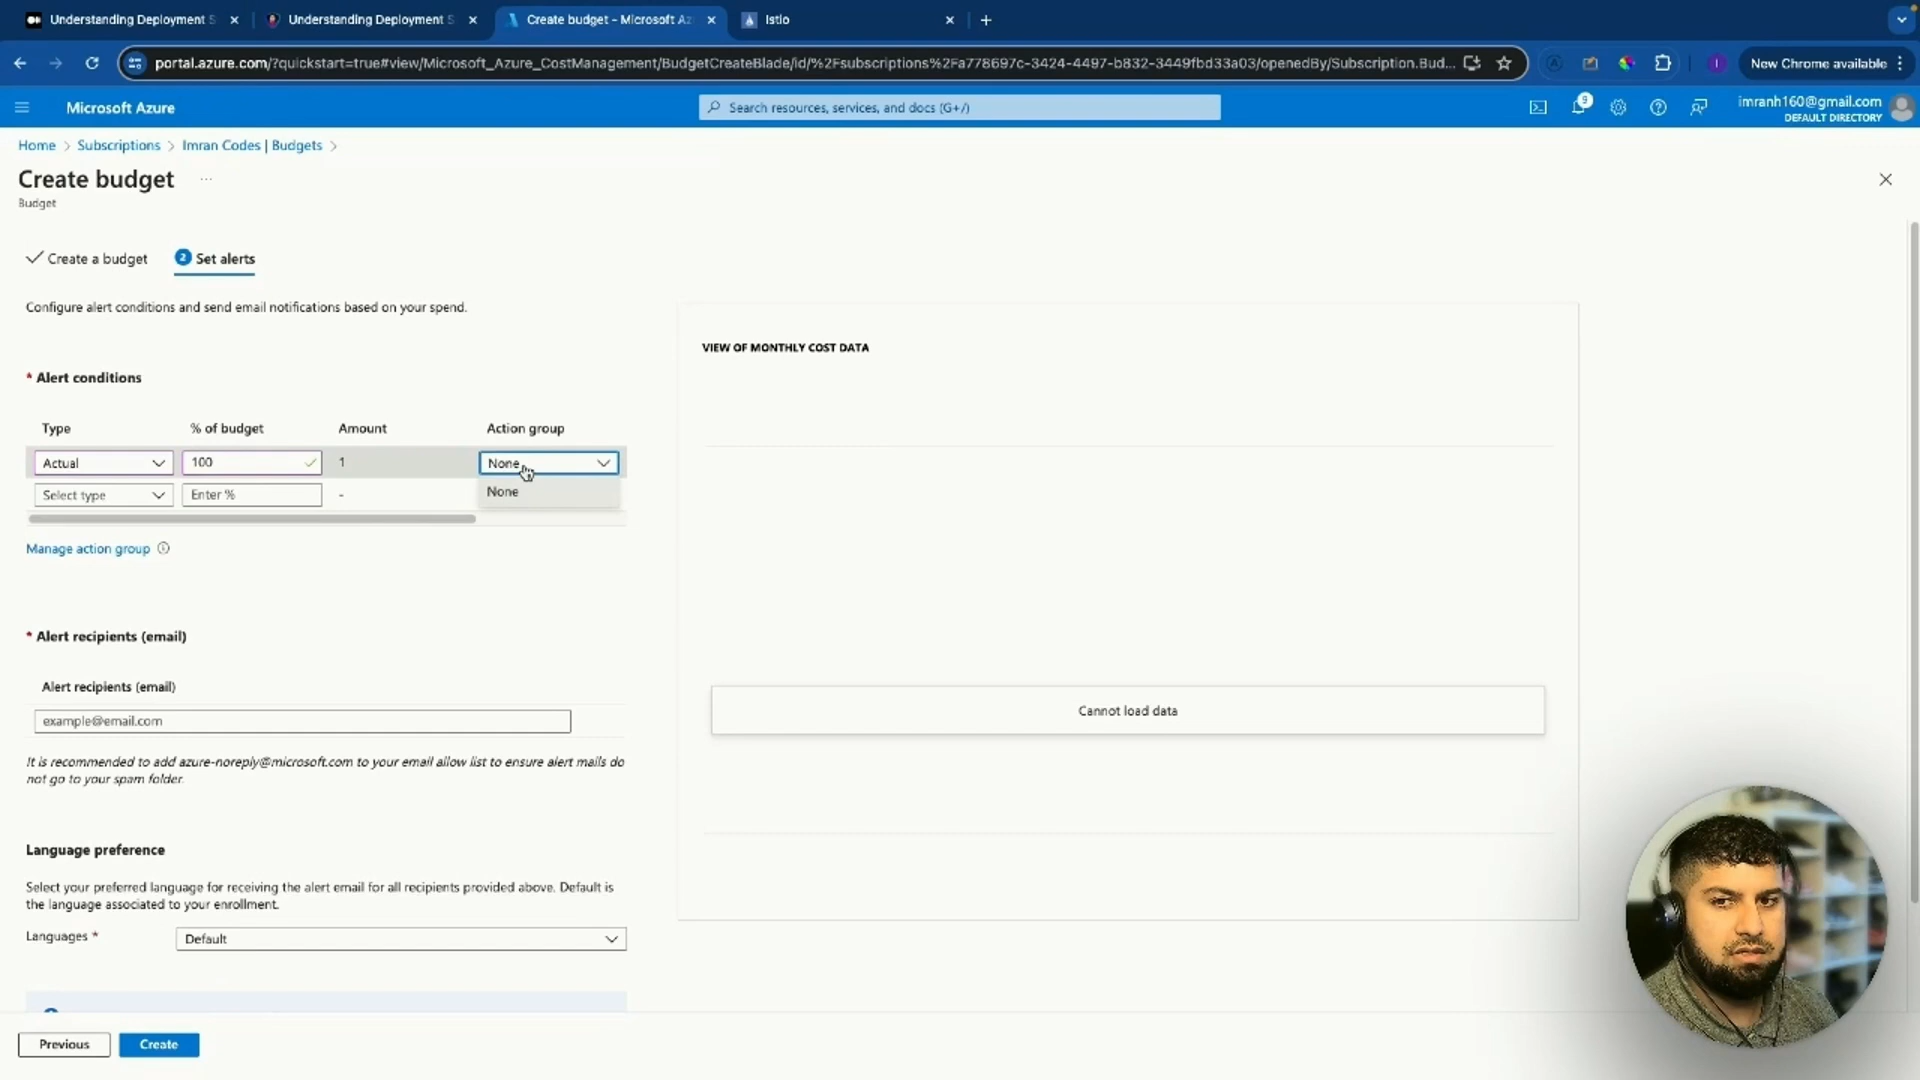 Understanding Deployment S
Understanding Deployment S
Create budget - Microsoft Az
Istio
portal.azure.com/?quickstart=true#view/Microsoft_Azure_CostManagement/BudgetCreateBlade/id/%2Fsubscriptions%2Fa778697c-3424-4497-b832-3449fbd33a03/openedBy/Subscription.Bud...
New Chrome available
Microsoft Azure
Search resources, services, and docs (G+/)
9
imranh160@gmail.com
DEFAULT DIRECTORY
Home > Subscriptions > Imran Codes | Budgets >
Create budget ...
Budget
Create a budget
2 Set alerts
Configure alert conditions and send email notifications based on your spend.
VIEW OF MONTHLY COST DATA
* Alert conditions
Type % of budget Amount Action group
Actual 100 1 None
Select type Enter % - None
Manage action group
* Alert recipients (email)
Alert recipients (email)
example@email.com
Cannot load data
It is recommended to add azure-noreply@microsoft.com to your email allow list to ensure alert mails do
not go to your spam folder.
Language preference
Select your preferred language for receiving the alert email for all recipients provided above. Default is
the language associated to your enrollment.
Languages * Default
Previous Create